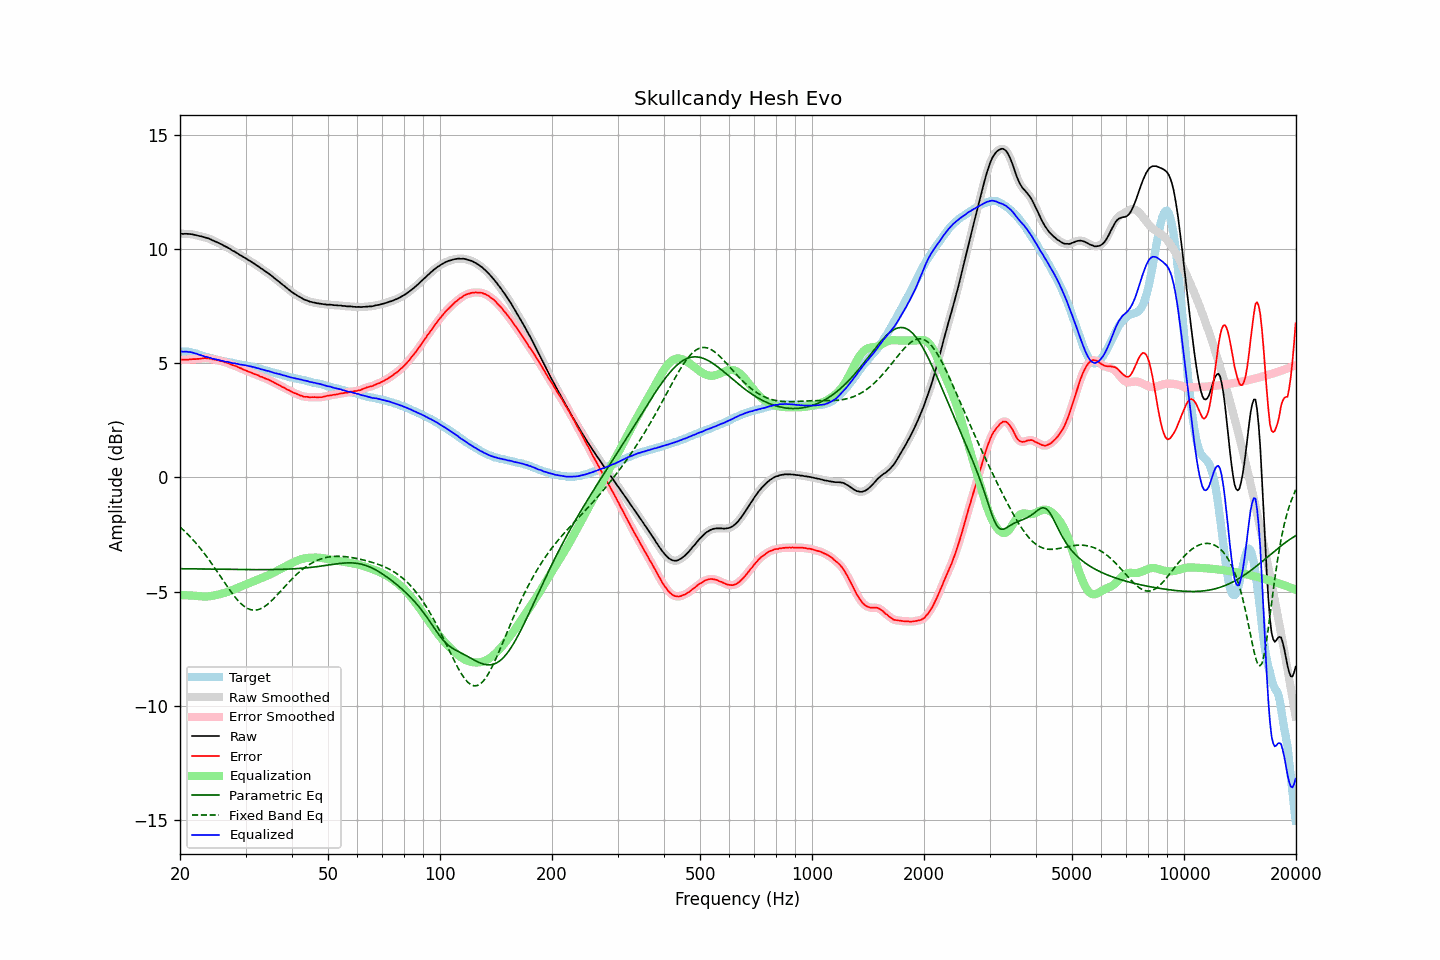 Skullcandy Hesh Evo
Amplitude (dBr)
15
10
5
0
−5
−10
−15
Target
Raw Smoothed
Error Smoothed
Raw
Error
Equalization
Parametric Eq
Fixed Band Eq
Equalized
20 50 100 200 500 1000 2000 5000 10000 20000
Frequency (Hz)